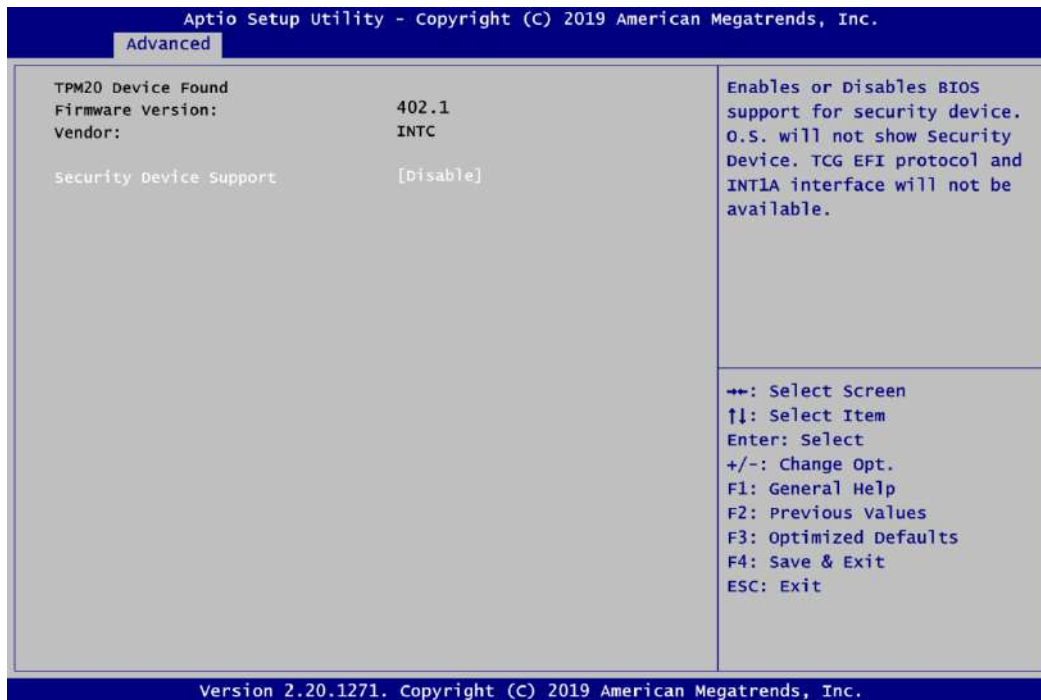 Aptio Setup Utility - Copyright (C) 2019 American Megatrends, Inc.
Advanced
TPM20 Device Found
Firmware Version: 402.1
Vendor: INTC
Security Device Support [Disable]
Enables or Disables BIOS
support for security device.
O.S. will not show Security
Device. TCG EFI protocol and
INT1A interface will not be
available.
→←: Select Screen
↑↓: Select Item
Enter: Select
+/-: Change Opt.
F1: General Help
F2: Previous Values
F3: Optimized Defaults
F4: Save & Exit
ESC: Exit
Version 2.20.1271. Copyright (C) 2019 American Megatrends, Inc.